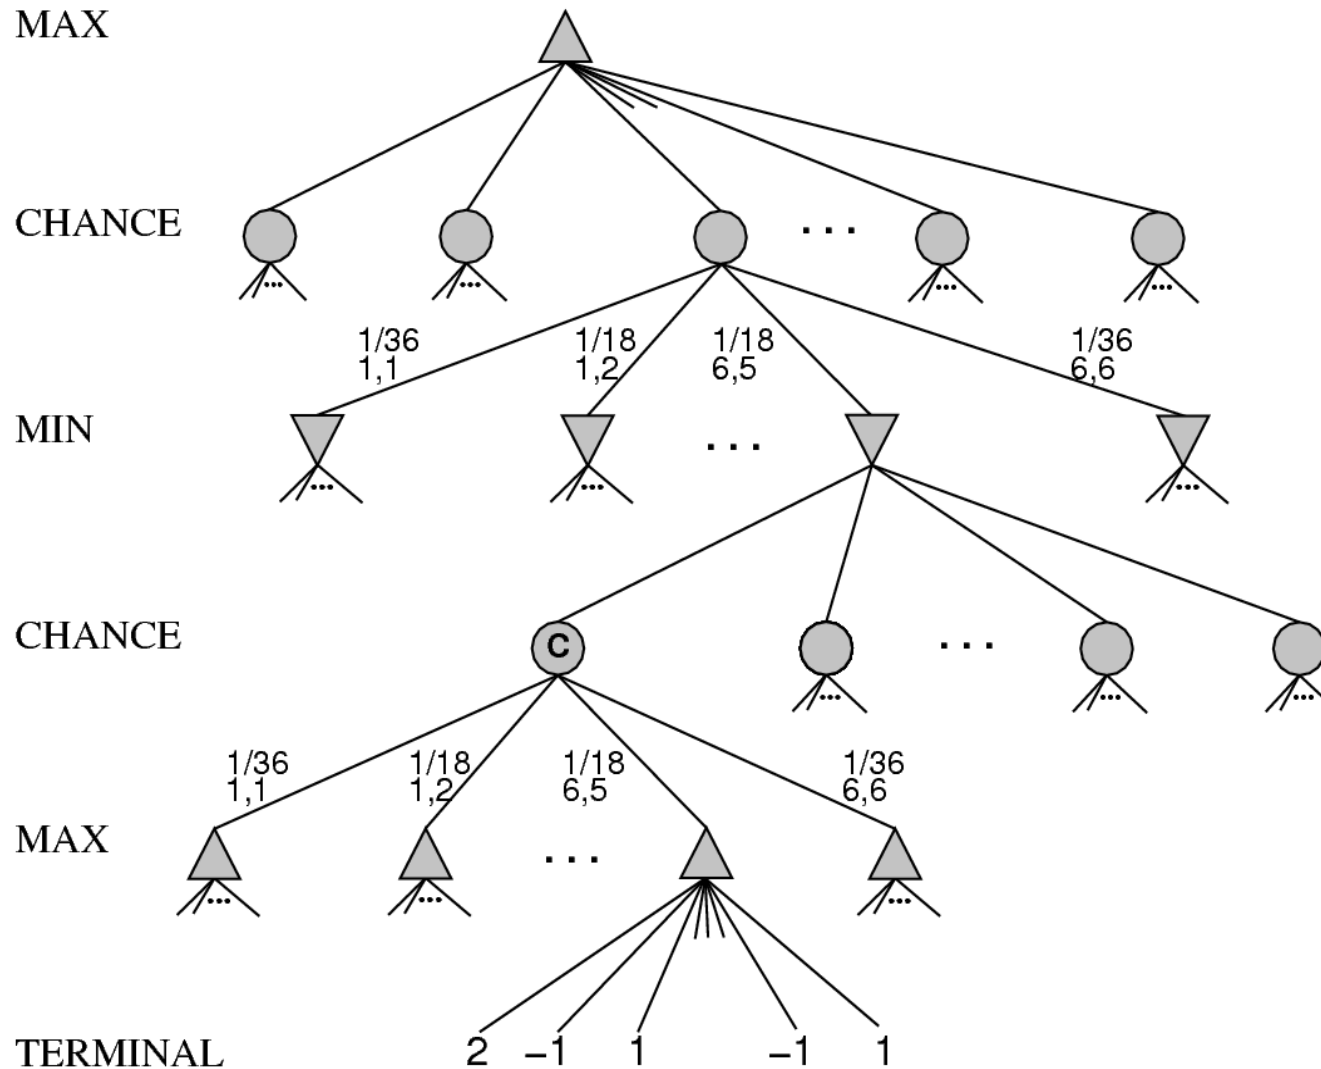 MAX
CHANCE
...
... ... ... ... ...
1/36 1/18 1/18 1/36
1,1 1,2 6,5 6,6
MIN
...
... ... ...
CHANCE
C ...
... ... ...
1/36 1/18 1/18 1/36
1,1 1,2 6,5 6,6
MAX
...
... ... ...
TERMINAL 2 −1 1 −1 1